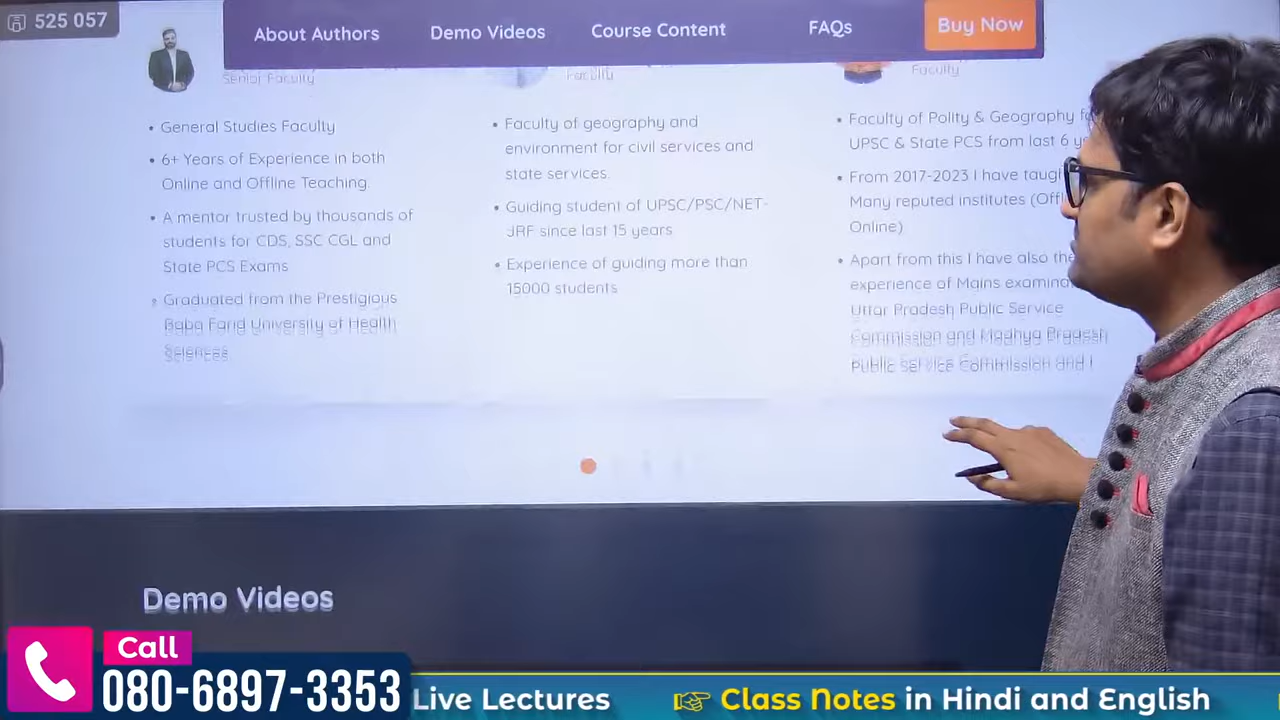 525 057
About Authors
Demo Videos
Course Content
FAQs
Buy Now
Senior Faculty
Faculty
Faculty
• General Studies Faculty
• 6+ Years of Experience in both
Online and Offline Teaching.
• A mentor trusted by thousands of
students for CDS, SSC CGL and
State PCS Exams
• Graduated from the Prestigious
Baba Farid University of Health
Sciences.
• Faculty of geography and
environment for civil services and
state services.
• Guiding student of UPSC/PSC/NET-
JRF since last 15 years
• Experience of guiding more than
15000 students
• Faculty of Polity & Geography
UPSC & State PCS from last 6
• From 2017-2023 I have
Many reputed institutes
Online)
• Apart from this I have also
experience of Mains
Uttar Pradesh Public Service
Commission and Madhya Pradesh
Public Service Commission and
Demo Videos
Call
080-6897-3353
Live Lectures
Class Notes in Hindi and English